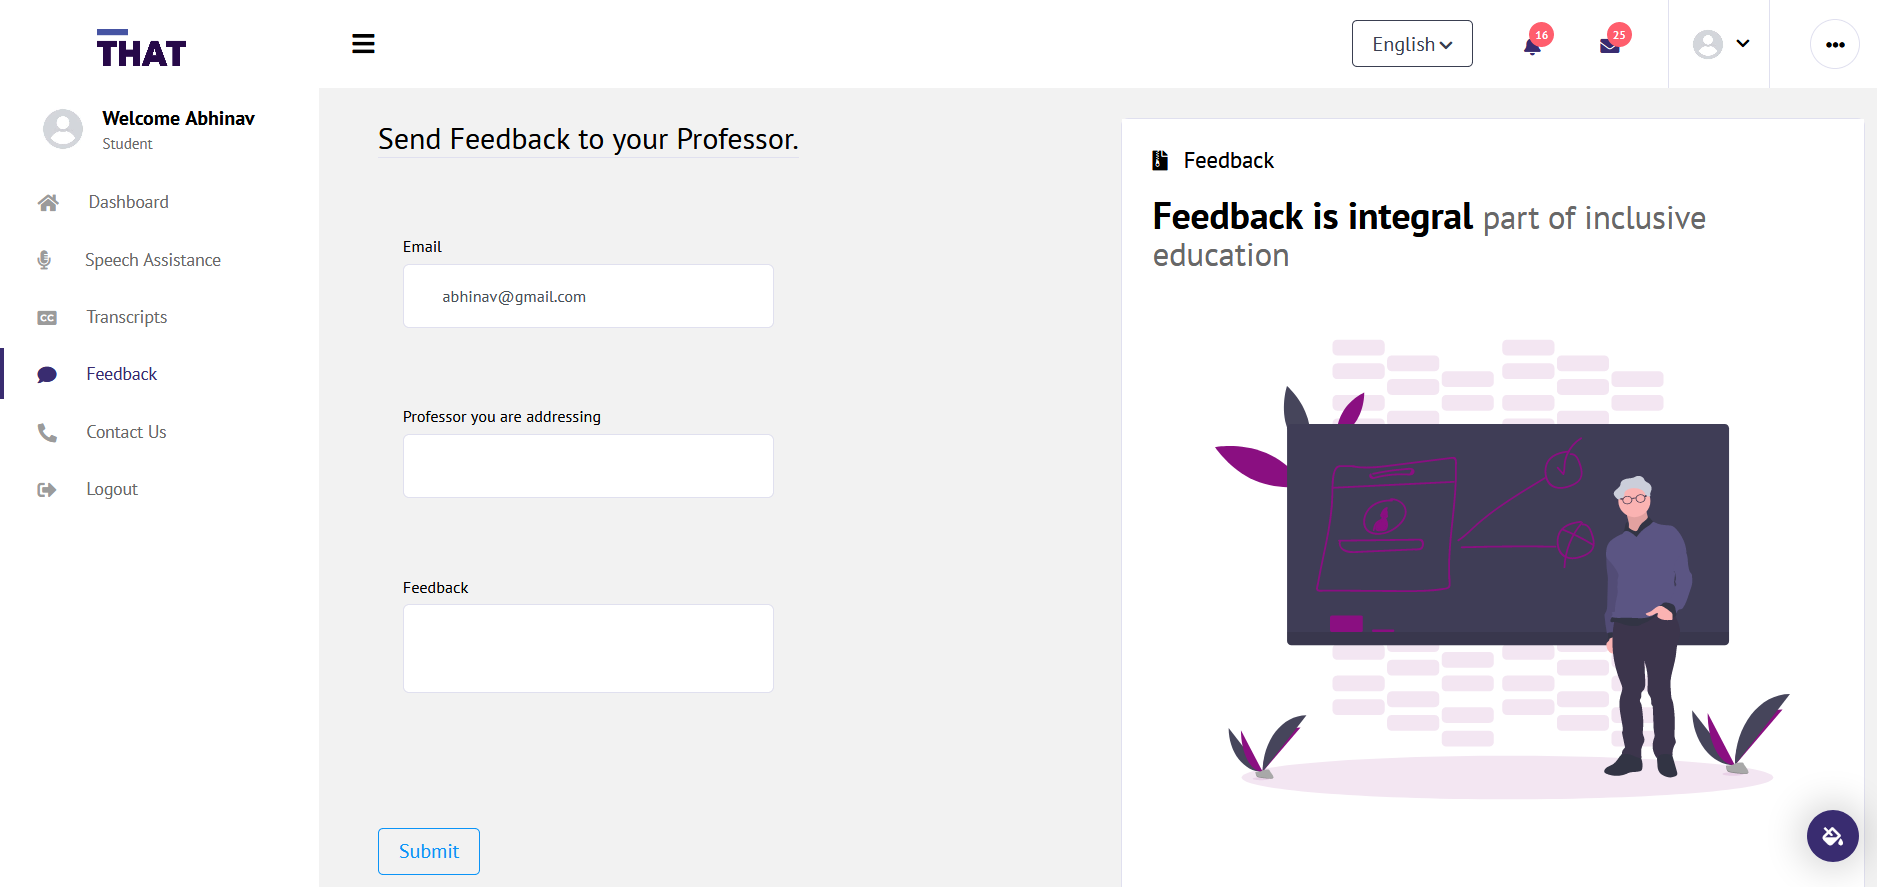 THAT
English
16
25
Welcome Abhinav
Student
Dashboard
Speech Assistance
CC
Transcripts
Feedback
Contact Us
Logout
Send Feedback to your Professor.
Email
abhinav@gmail.com
Professor you are addressing
Feedback
Submit
Feedback
Feedback is integral part of inclusive
education